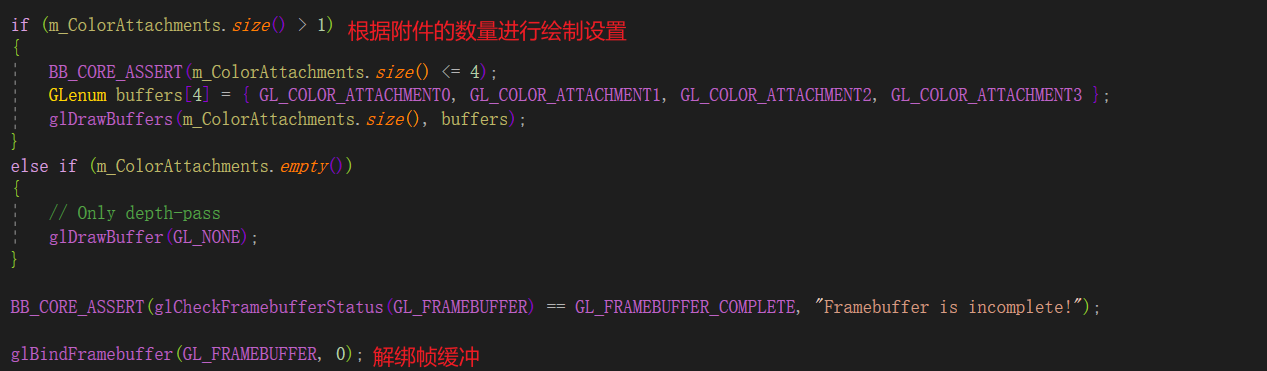 if (m_ColorAttachments.size() > 1) 根据附件的数量进行绘制设置
{
BB_CORE_ASSERT(m_ColorAttachments.size() <= 4);
GLenum buffers[4] = { GL_COLOR_ATTACHMENT0, GL_COLOR_ATTACHMENT1, GL_COLOR_ATTACHMENT2, GL_COLOR_ATTACHMENT3 };
glDrawBuffers(m_ColorAttachments.size(), buffers);
}
else if (m_ColorAttachments.empty())
{
// Only depth-pass
glDrawBuffer(GL_NONE);
}
BB_CORE_ASSERT(glCheckFramebufferStatus(GL_FRAMEBUFFER) == GL_FRAMEBUFFER_COMPLETE, "Framebuffer is incomplete!");
glBindFramebuffer(GL_FRAMEBUFFER, 0); 解绑帧缓冲